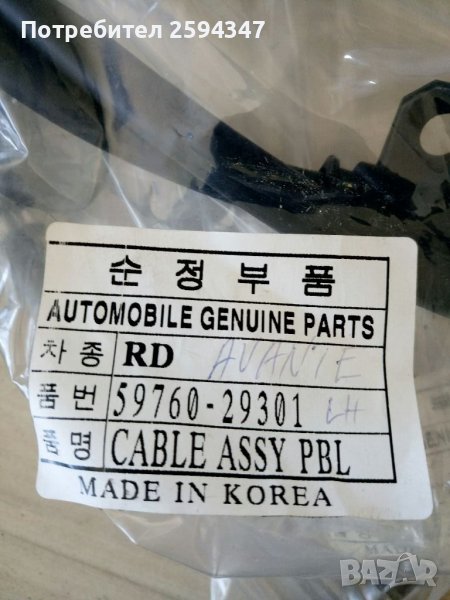 Потребител 2594347
순정부품
AUTOMOBILE GENUINE PARTS
차종 RD AVANTE
품번 59760-29301 LH
품명 CABLE ASSY PBL
MADE IN KOREA
BAZAR